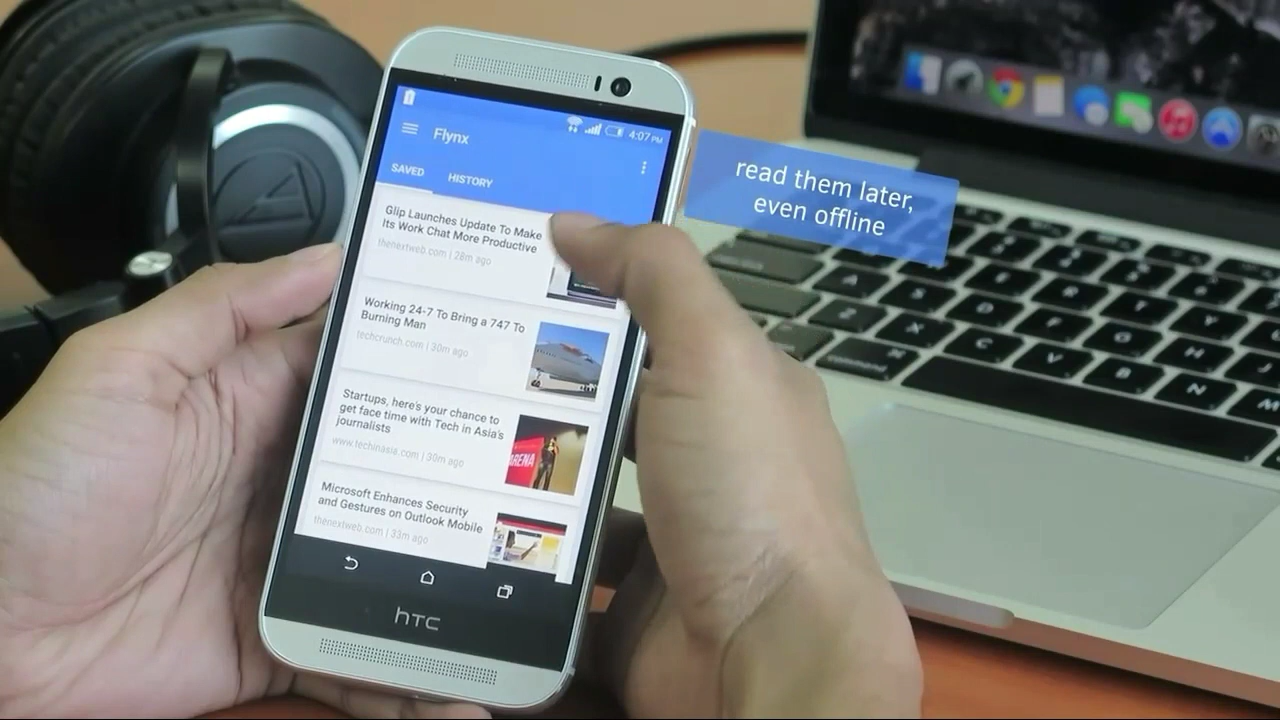 4:07 PM
Flynx
SAVED
HISTORY
Glip Launches Update To Make
Its Work Chat More Productive
thenextweb.com | 28m ago
Working 24-7 To Bring a 747 To
Burning Man
techcrunch.com | 30m ago
Startups, here's your chance to
get face time with Tech in Asia's
journalists
www.techinasia.com | 30m ago
ARENA
Microsoft Enhances Security
and Gestures on Outlook Mobile
thenextweb.com | 33m ago
hTC
read them later,
even offline
A
S
D
F
Z
X
C
V
B
N
M
command